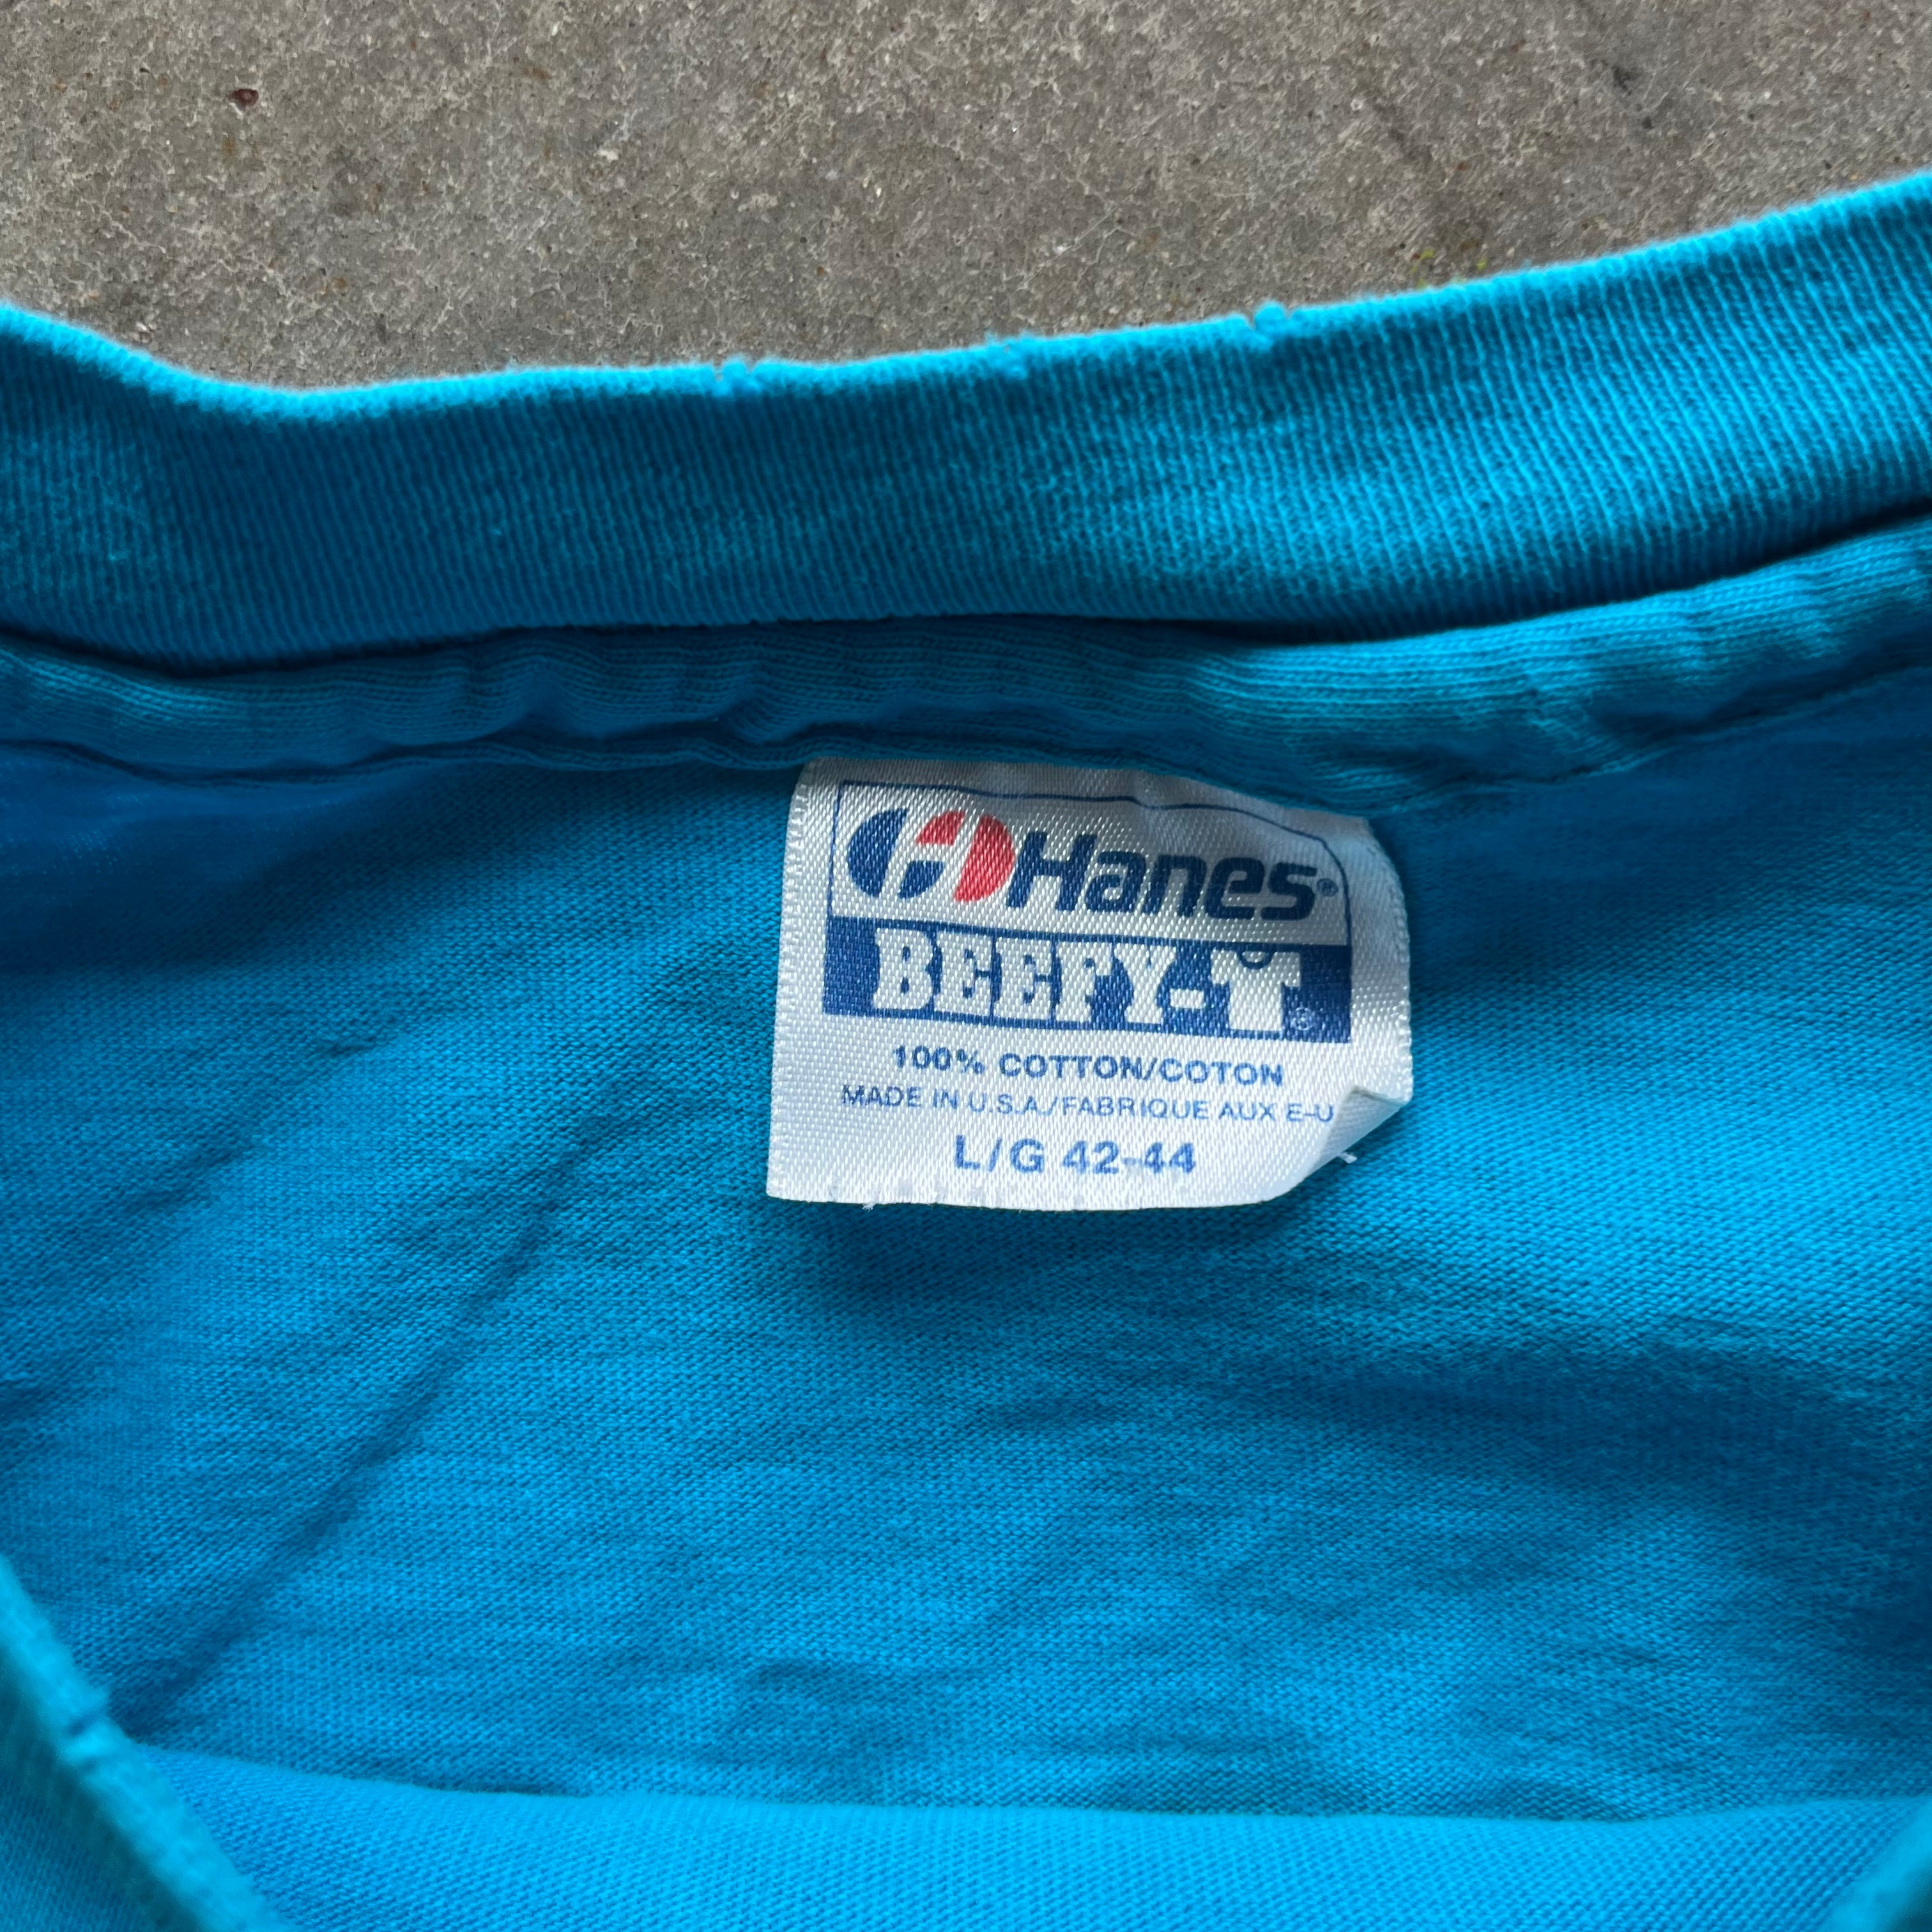 Hanes®
BEEFY-T®
100% COTTON/COTON
MADE IN U.S.A./FABRIQUE AUX E-U
L/G 42-44